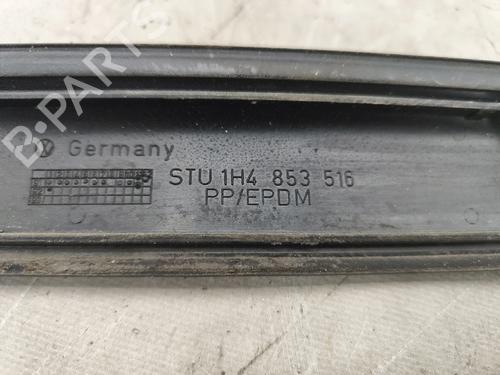 B-PARTS
Germany
STU 1H4 853 516
PP/EPDM